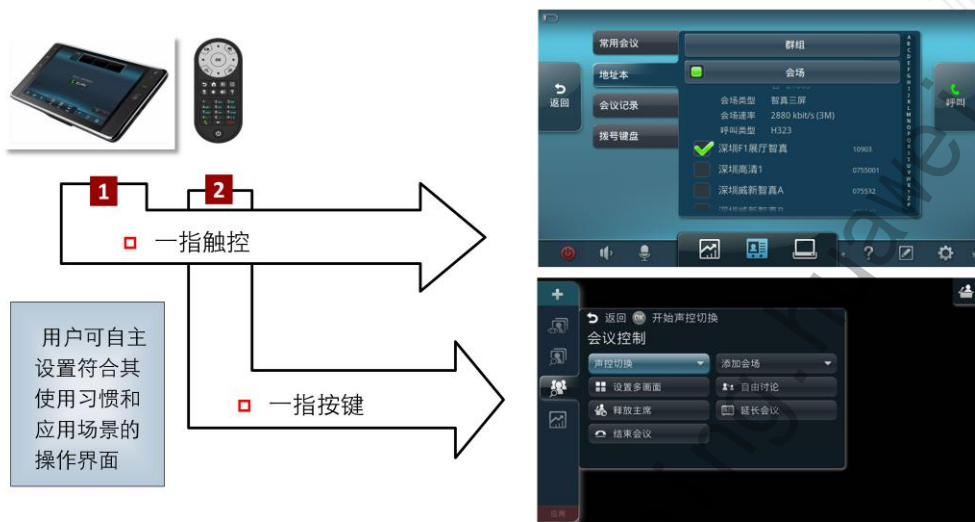 1
2
一指触控
用户可自主
设置符合其
使用习惯和
应用场景的
操作界面
一指按键
常用会议
群组
地址本
会场
返回
会场类型 智真三屏
会议记录
会场速率 2880 kbit/s (3M)
呼叫
呼叫类型 H323
拨号键盘
深圳F1展厅智真 10903
深圳高清1 0755001
深圳威新智真A 075532
A
B
C
D
E
F
G
H
I
J
K
L
M
N
O
P
Q
R
S
T
U
V
W
X
Y
Z
?
返回 OK 开始声控切换
会议控制
声控切换 添加会场
设置多画面 自由讨论
释放主席 延长会议
结束会议